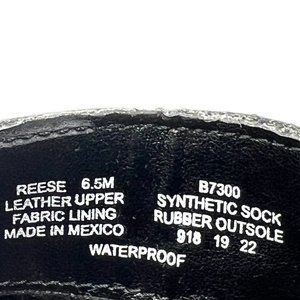 REESE 6.5M
LEATHER UPPER
FABRIC LINING
MADE IN MEXICO
B7300
SYNTHETIC SOCK
RUBBER OUTSOLE
918 19 22
WATERPROOF